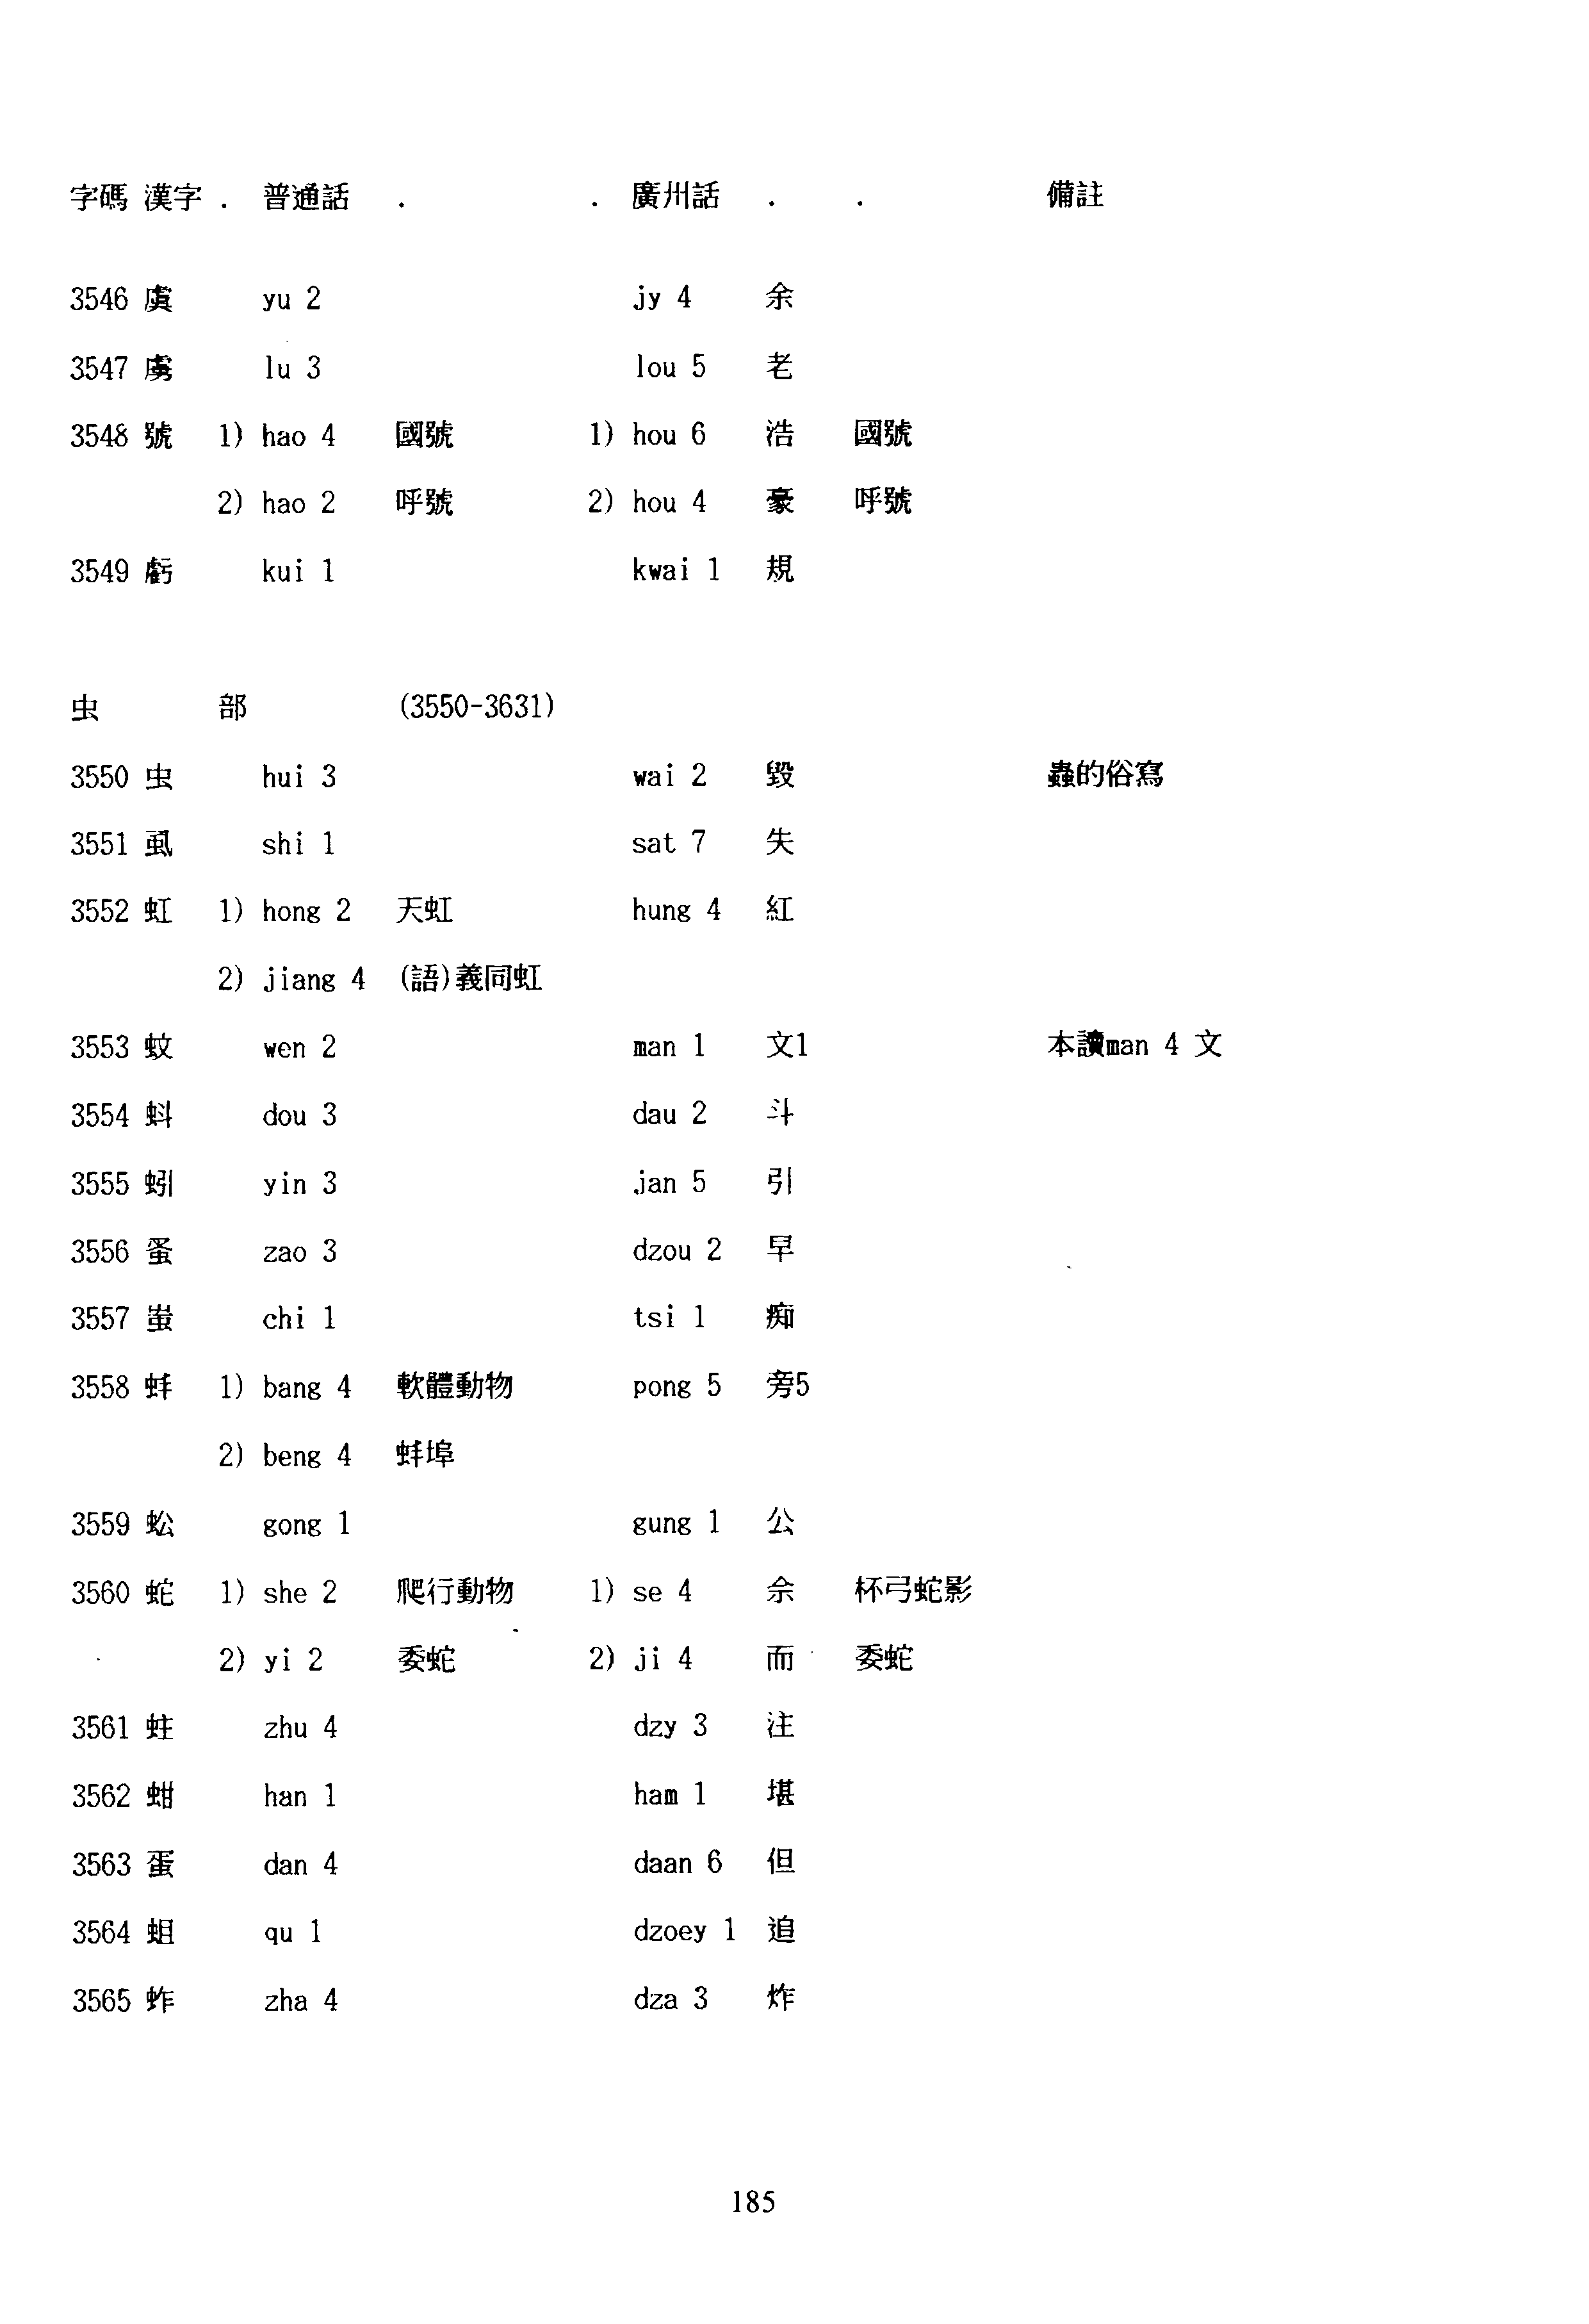 字碼 漢字 . 普通話 . . 廣州話 . . 備註
3546 虞 yu 2 jy 4 余
3547 虜 lu 3 lou 5 老
3548 號 1) hao 4 國號 1) hou 6 浩 國號
2) hao 2 呼號 2) hou 4 豪 呼號
3549 虧 kui 1 kwai 1 規
虫 部 (3550-3631)
3550 虫 hui 3 wai 2 毀 蟲的俗寫
3551 虱 shi 1 sat 7 失
3552 虹 1) hong 2 天虹 hung 4 紅
2) jiang 4 (語)義同虹
3553 蚊 wen 2 man 1 文1 本讀man 4 文
3554 蚪 dou 3 dau 2 斗
3555 蚓 yin 3 jan 5 引
3556 蚤 zao 3 dzou 2 早
3557 蚩 chi 1 tsi 1 痴
3558 蚌 1) bang 4 軟體動物 pong 5 旁5
2) beng 4 蚌埠
3559 蚣 gong 1 gung 1 公
3560 蛇 1) she 2 爬行動物 1) se 4 佘 杯弓蛇影
2) yi 2 委蛇 2) ji 4 而 委蛇
3561 蛀 zhu 4 dzy 3 注
3562 蚶 han 1 ham 1 堪
3563 蛋 dan 4 daan 6 但
3564 蛆 qu 1 dzoey 1 追
3565 蚱 zha 4 dza 3 炸
185